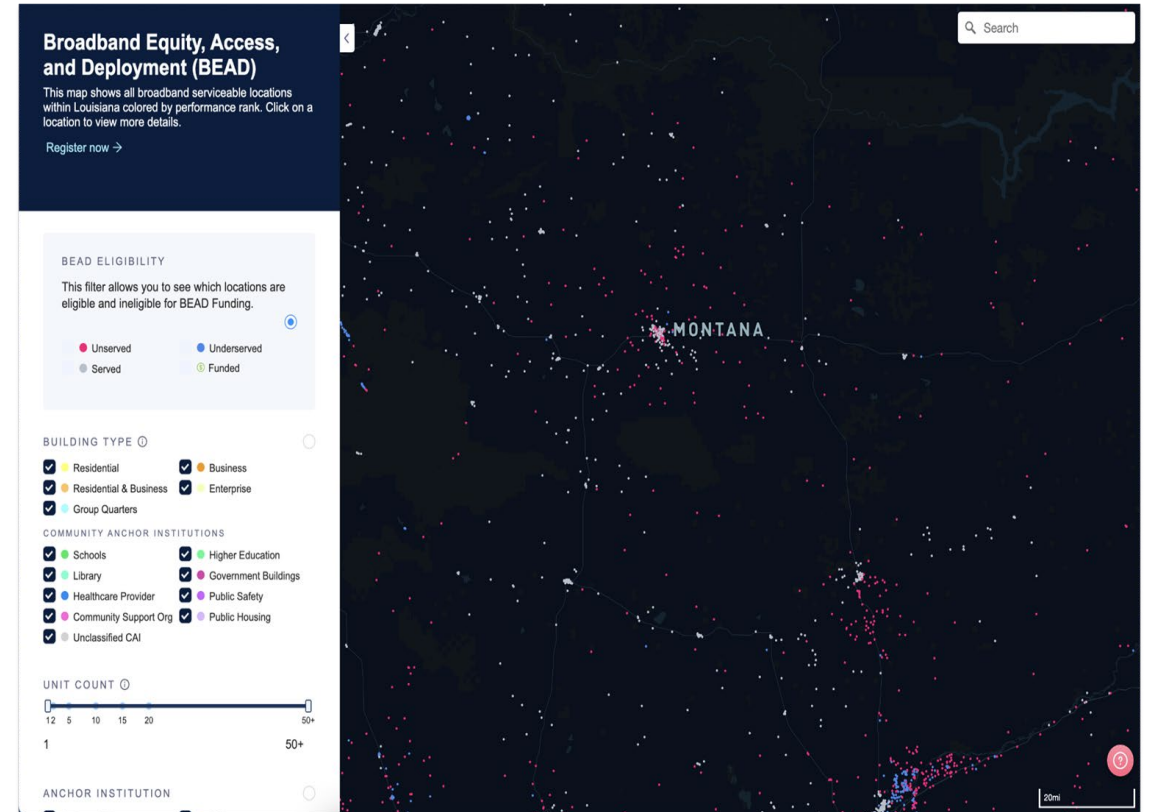 Broadband Equity, Access,
and Deployment (BEAD)
This map shows all broadband serviceable locations
within Louisiana colored by performance rank. Click on a
location to view more details.
Register now →
Search
BEAD ELIGIBILITY
This filter allows you to see which locations are
eligible and ineligible for BEAD Funding.
Unserved
Underserved
Served
Funded
BUILDING TYPE
Residential
Business
Residential & Business
Enterprise
Group Quarters
COMMUNITY ANCHOR INSTITUTIONS
Schools
Higher Education
Library
Government Buildings
Healthcare Provider
Public Safety
Community Support Org
Public Housing
Unclassified CAI
UNIT COUNT
1 2 5 10 15 20 50+
1 50+
ANCHOR INSTITUTION
MONTANA
20mi